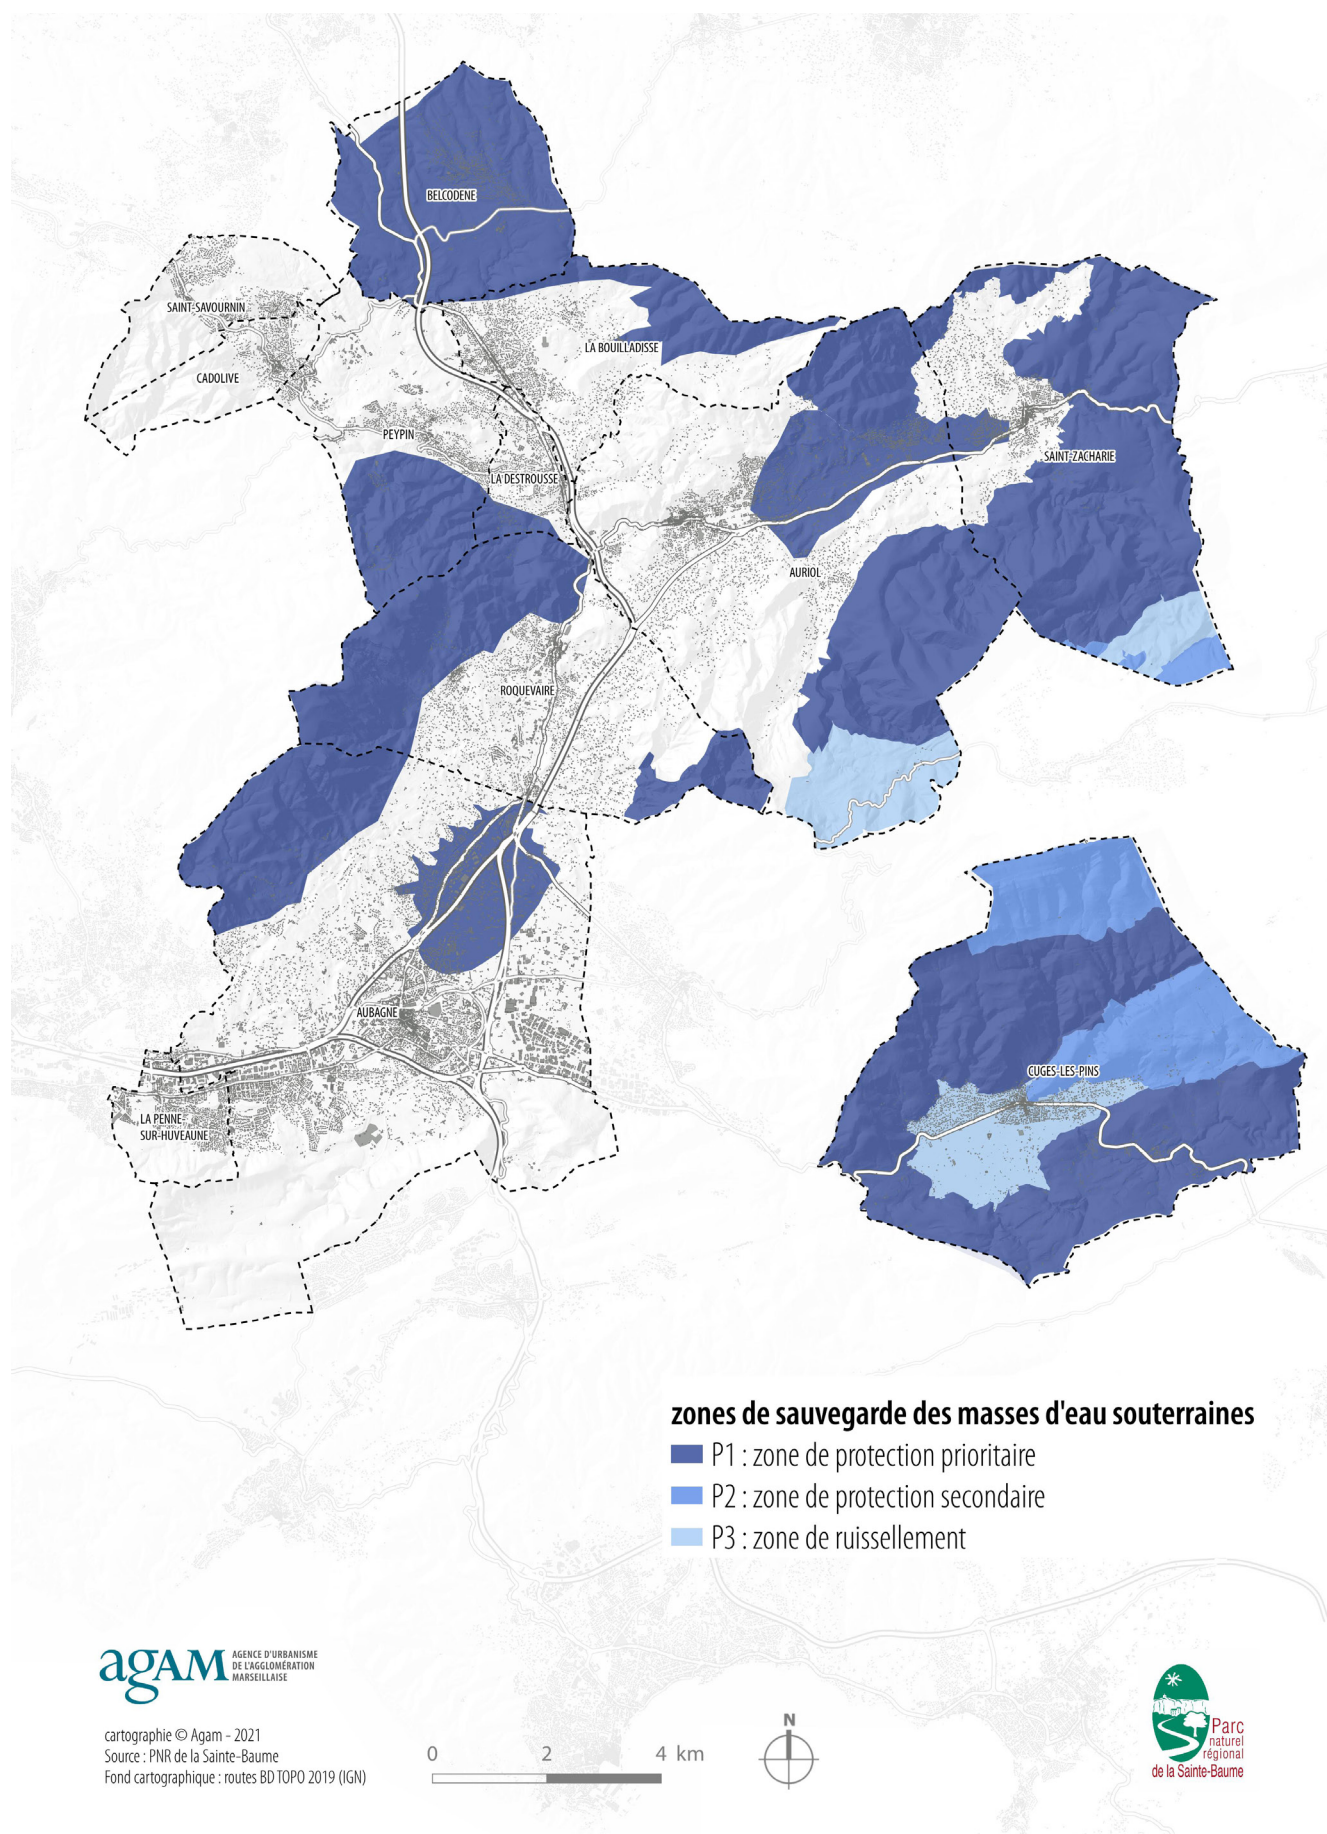 BELCODENE
SAINT-SAVOURNIN
LA BOUILLADISSE
CADOLIVE
PEYPIN
SAINT-ZACHARIE
LA DESTROUSSE
AURIOL
ROQUEVAIRE
AUBAGNE
CUGES-LES-PINS
LA PENNE-
SUR-HUVEAUNE
zones de sauvegarde des masses d'eau souterraines
P1 : zone de protection prioritaire
P2 : zone de protection secondaire
P3 : zone de ruissellement
agAM
AGENCE D'URBANISME
DE L'AGGLOMÉRATION
MARSEILLAISE
cartographie © Agam - 2021
Source : PNR de la Sainte-Baume
Fond cartographique : routes BD TOPO 2019 (IGN)
0 2 4 km
N
Parc
naturel
régional
de la Sainte-Baume